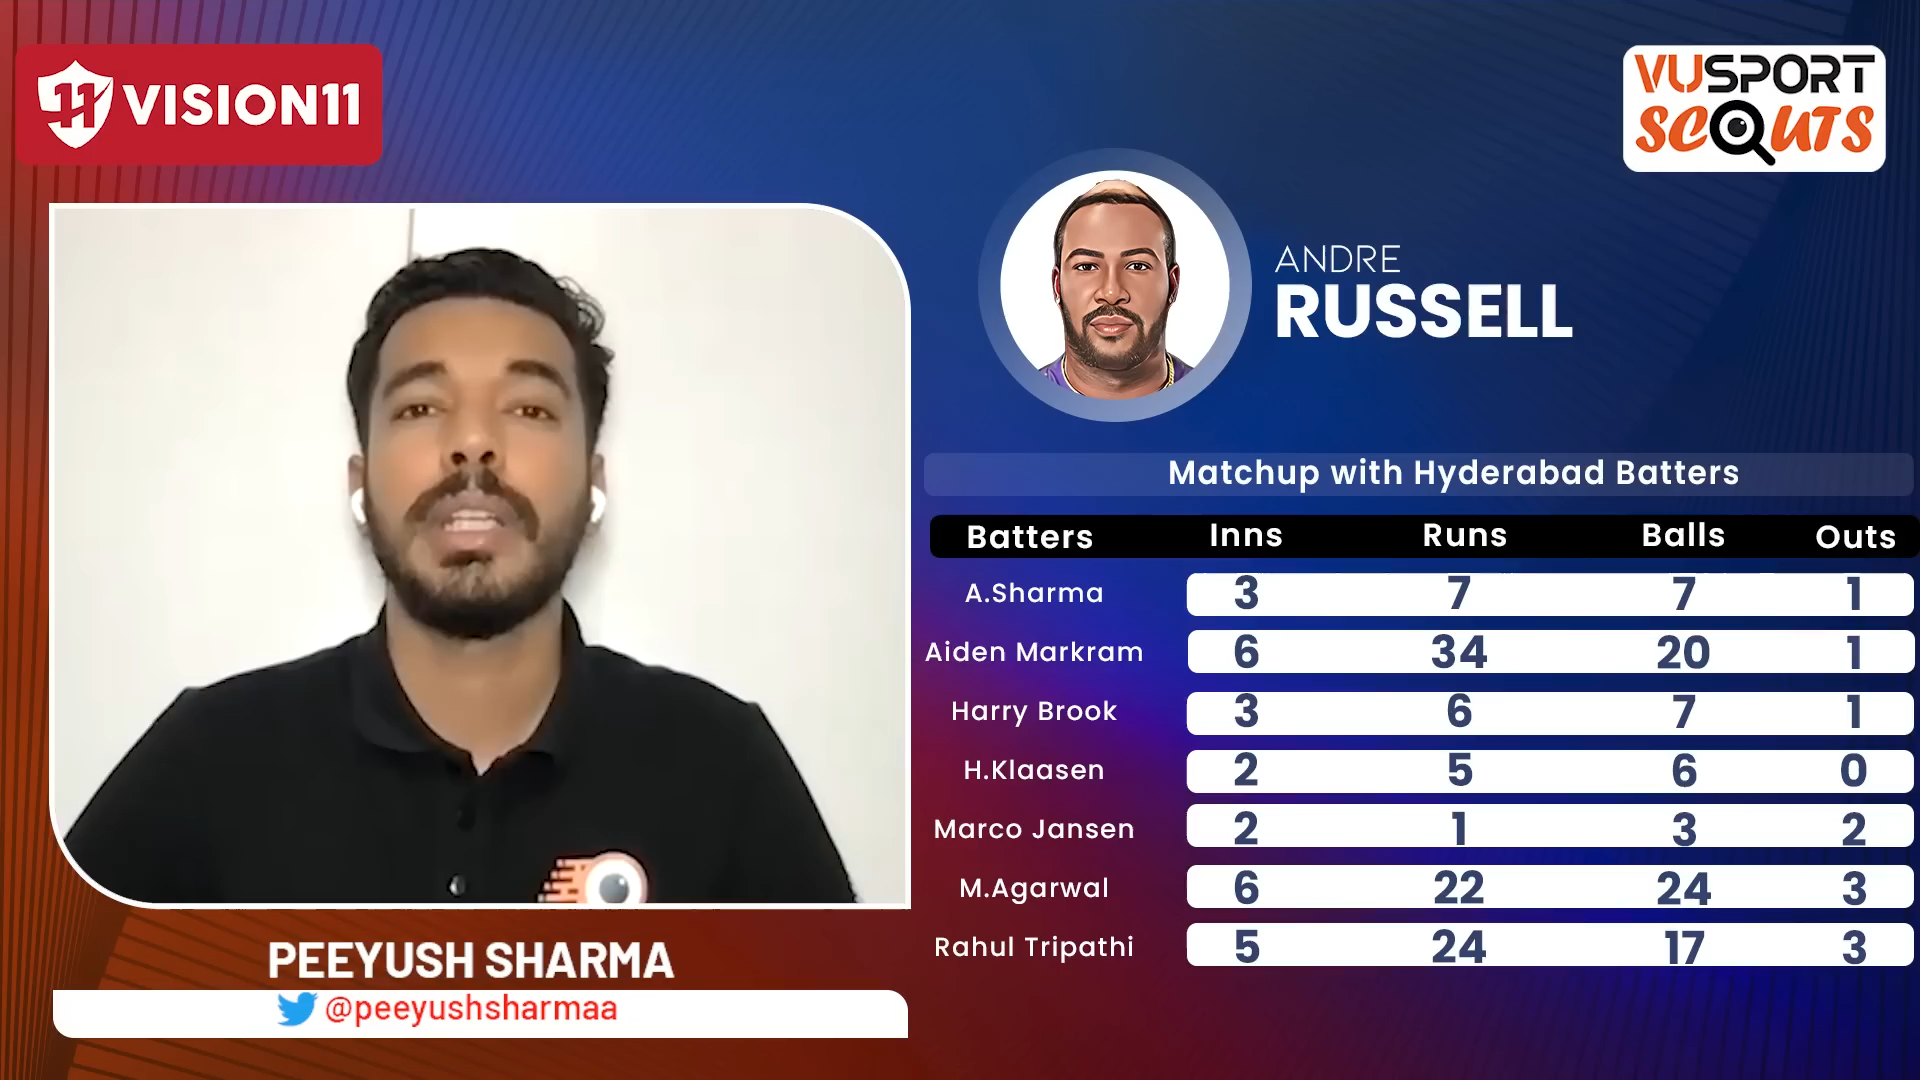 VISION11
VUSPORT
SCOUTS
ANDRE
RUSSELL
Matchup with Hyderabad Batters
Batters Inns Runs Balls Outs
A.Sharma 3 7 7 1
Aiden Markram 6 34 20 1
Harry Brook 3 6 7 1
H.Klaasen 2 5 6 0
Marco Jansen 2 1 3 2
M.Agarwal 6 22 24 3
Rahul Tripathi 5 24 17 3
PEEYUSH SHARMA
@peeyushsharmaa